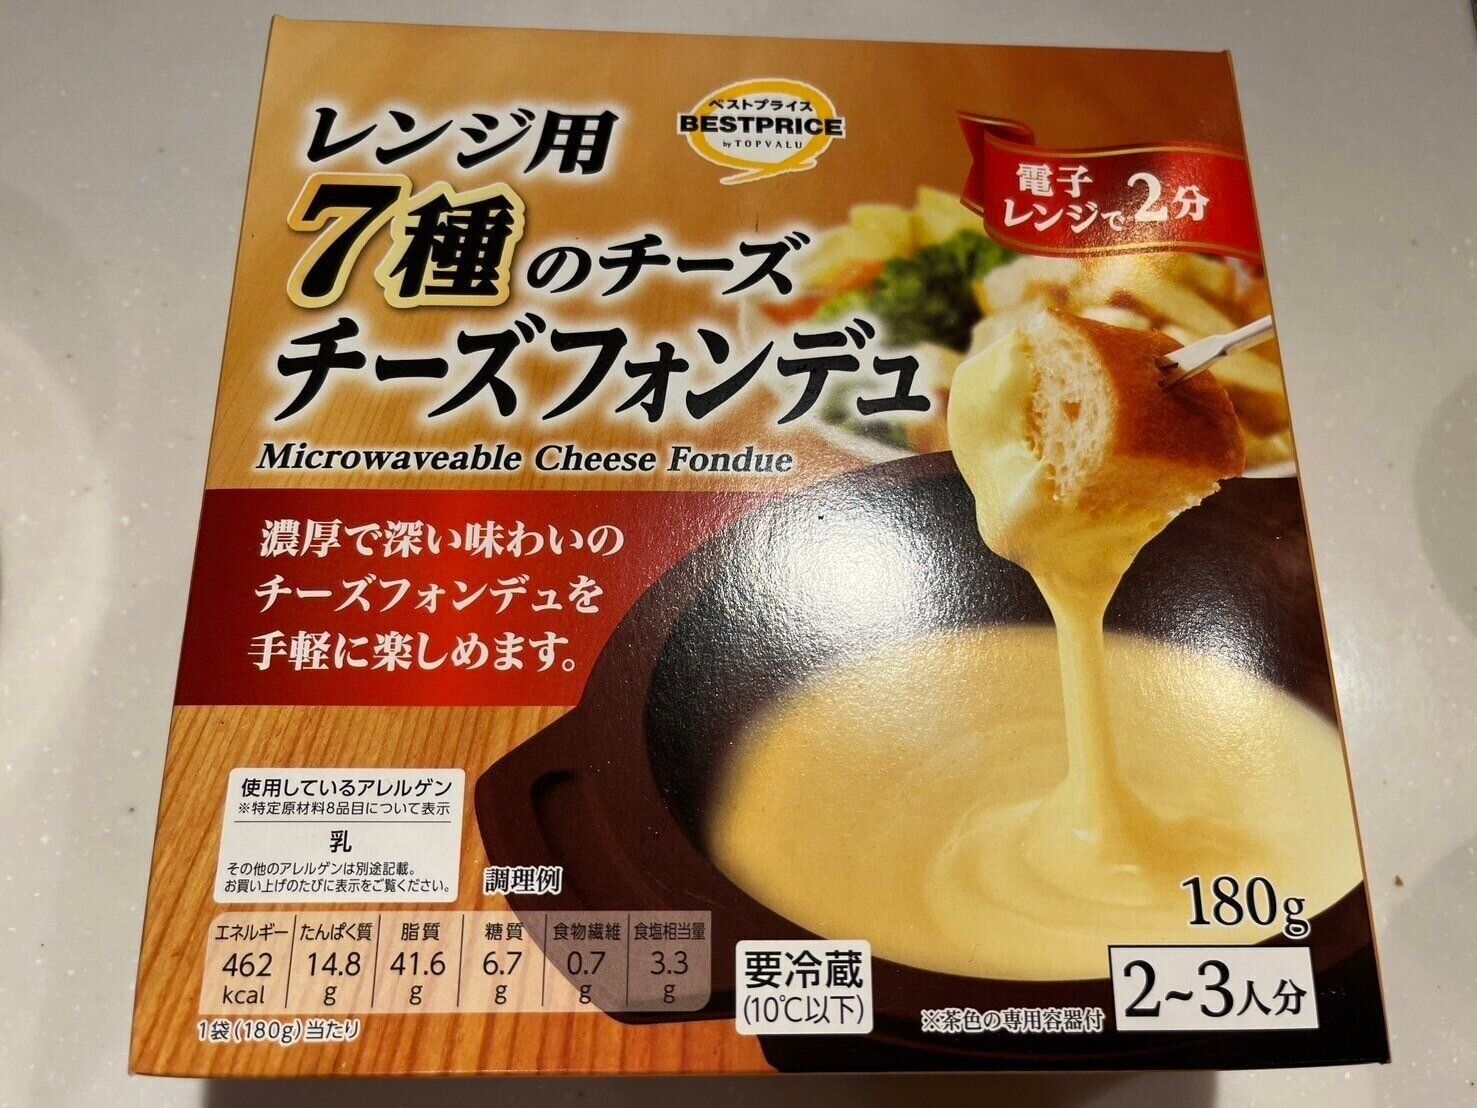 ベストプライス
BESTPRICE
by TOPVALU
レンジ用
7種のチーズ
チーズフォンデュ
Microwaveable Cheese Fondue
電子
レンジで2分
濃厚で深い味わいの
チーズフォンデュを
手軽に楽しめます。
使用しているアレルゲン
※特定原材料8品目について表示
乳
その他のアレルゲンは別途記載。
お買い上げのたびに表示をご覧ください。
調理例
エネルギー たんぱく質 脂質 糖質 食物繊維 食塩相当量
462 14.8 41.6 6.7 0.7 3.3
kcal g g g g g
1袋(180g)当たり
要冷蔵
(10℃以下)
180g
2~3人分
※茶色の専用容器付